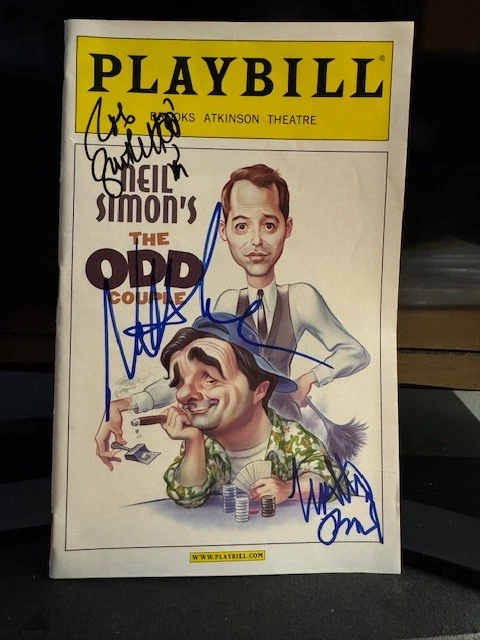 PLAYBILL®
BROOKS ATKINSON THEATRE
NEIL
SIMON'S
THE
ODD
COUPLE
WWW.PLAYBILL.COM